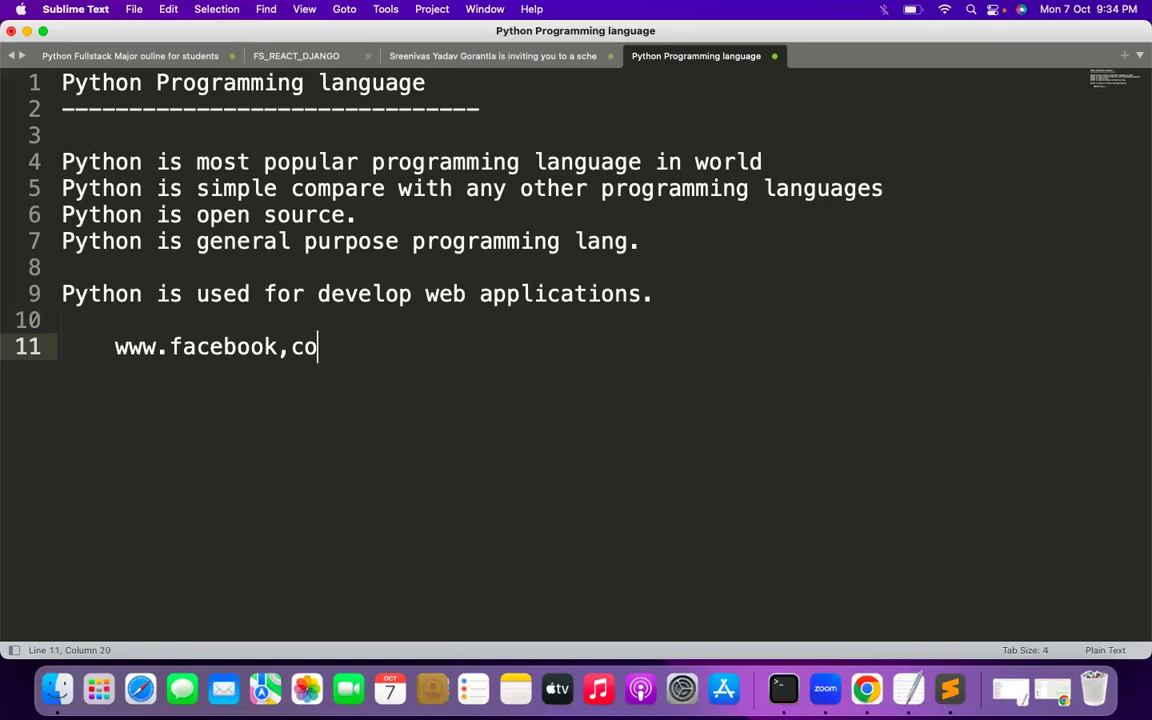 Sublime Text File Edit Selection Find View Goto Tools Project Window Help Mon 7 Oct 9:34 PM
Python Programming language
Python Fullstack Major ouline for students FS_REACT_DJANGO Sreenivas Yadav Gorantla is inviting you to a sche Python Programming language
1 Python Programming language
2 -------------------------------
3
4 Python is most popular programming language in world
5 Python is simple compare with any other programming languages
6 Python is open source.
7 Python is general purpose programming lang.
8
9 Python is used for develop web applications.
10
11 www.facebook,co
Line 11, Column 20 Tab Size: 4 Plain Text
OCT
7
tv
zoom